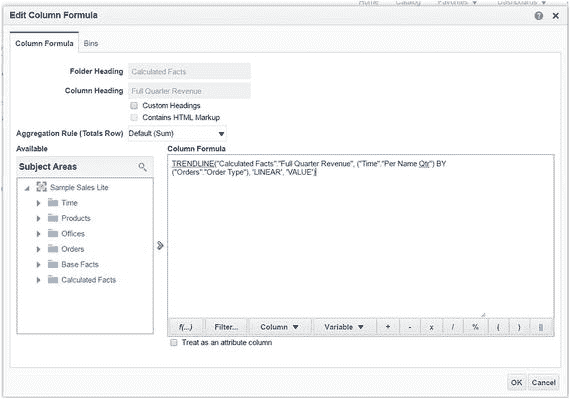 Home Catalog Favorites Dashboards
Edit Column Formula
Column Formula Bins
Folder Heading Calculated Facts
Column Heading Full Quarter Revenue
Custom Headings
Contains HTML Markup
Aggregation Rule (Totals Row) Default (Sum)
Available
Subject Areas
Sample Sales Lite
Time
Products
Offices
Orders
Base Facts
Calculated Facts
Column Formula
TRENDLINE("Calculated Facts"."Full Quarter Revenue", ("Time"."Per Name Qtr") BY
("Orders"."Order Type"), 'LINEAR', 'VALUE')
f(...) Filter... Column Variable + - x / % ( ) ||
Treat as an attribute column
OK Cancel